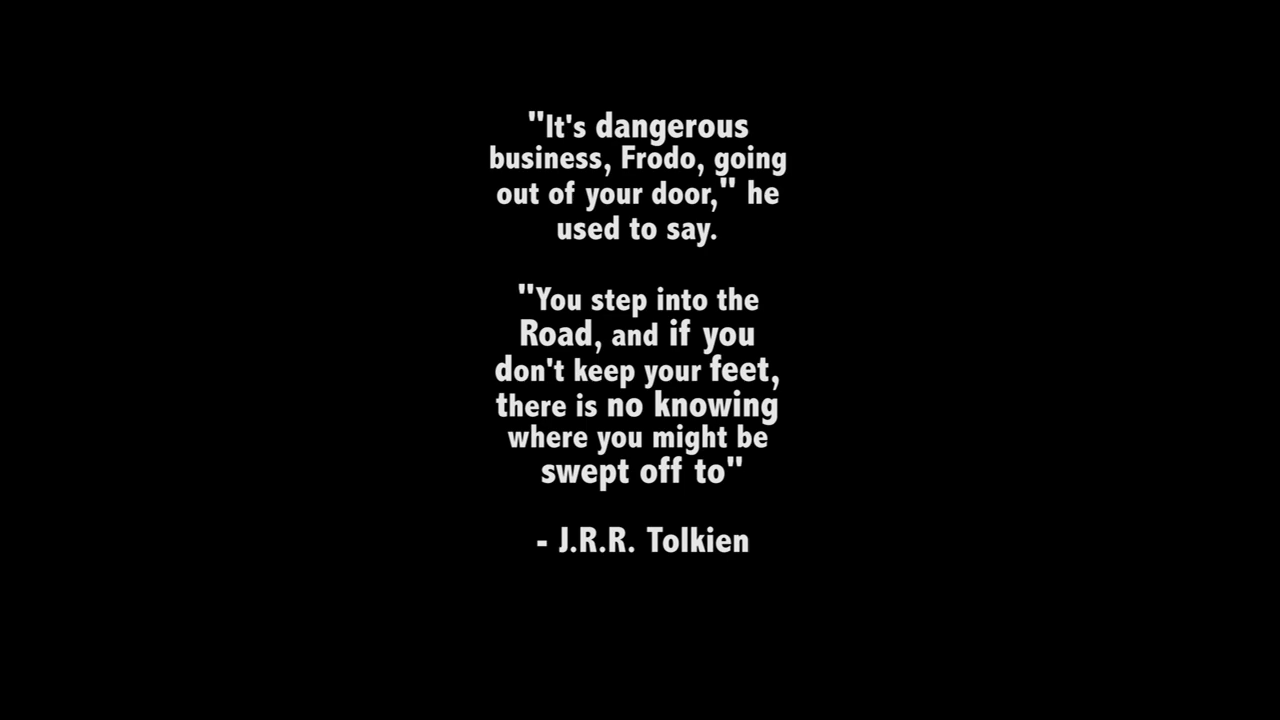 "It's dangerous
business, Frodo, going
out of your door," he
used to say.
"You step into the
Road, and if you
don't keep your feet,
there is no knowing
where you might be
swept off to"
- J.R.R. Tolkien